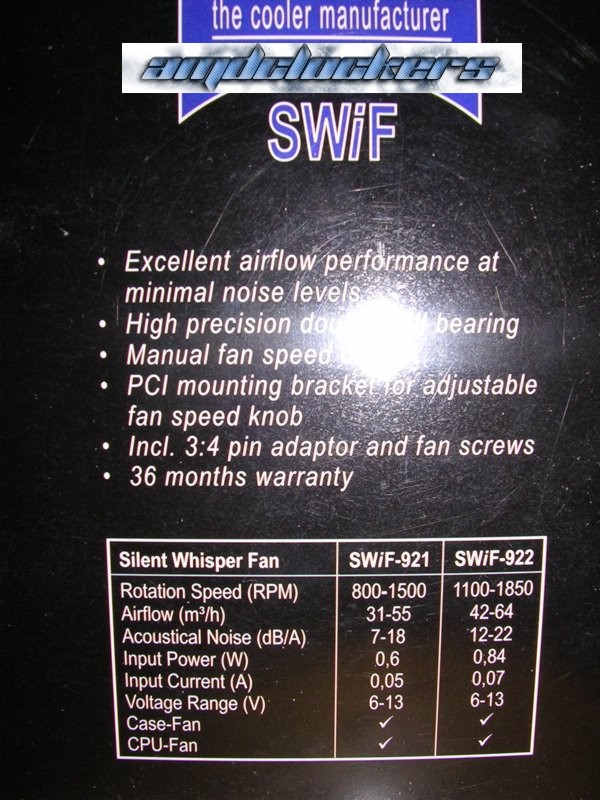 the cooler manufacturer
amdclockers
SWiF
• Excellent airflow performance at
minimal noise levels
• High precision bearing
• Manual fan speed
• PCI mounting bracket for adjustable
fan speed knob
• Incl. 3:4 pin adaptor and fan screws
• 36 months warranty
Silent Whisper Fan SWiF-921 SWiF-922
Rotation Speed (RPM) 800-1500 1100-1850
Airflow (m³/h) 31-55 42-64
Acoustical Noise (dB/A) 7-18 12-22
Input Power (W) 0,6 0,84
Input Current (A) 0,05 0,07
Voltage Range (V) 6-13 6-13
Case-Fan ✓ ✓
CPU-Fan ✓ ✓